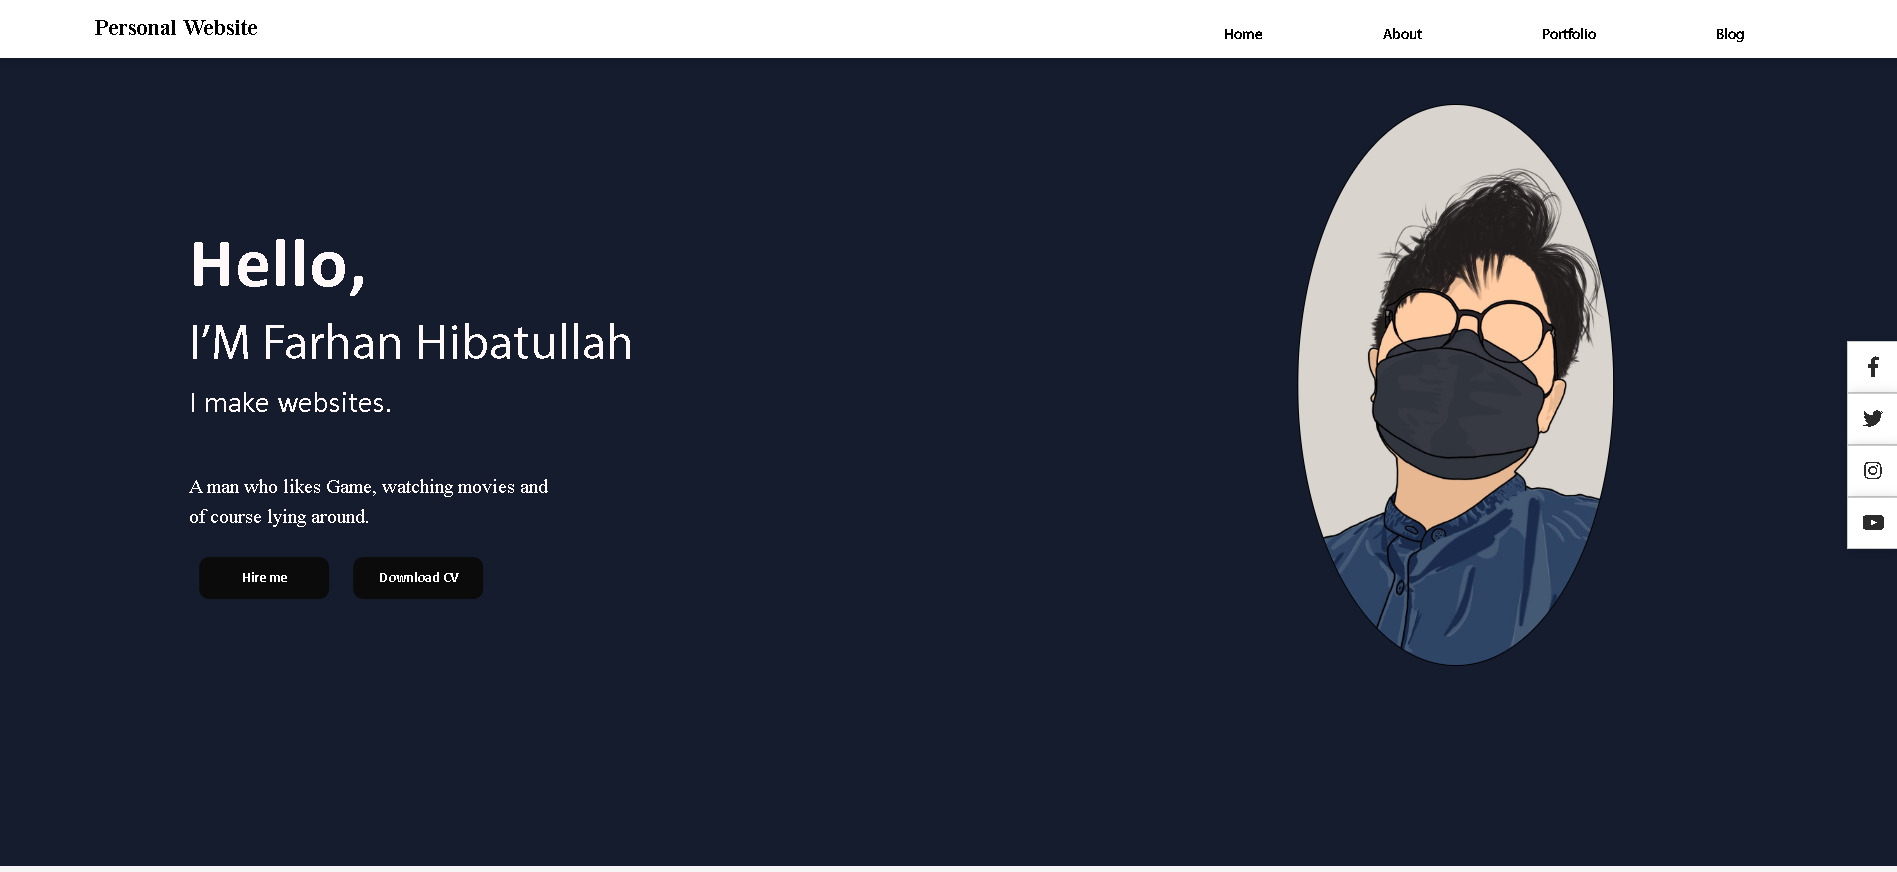 Personal Website
Home About Portfolio Blog
Hello,
I'M Farhan Hibatullah
I make websites.
A man who likes Game, watching movies and
of course lying around.
Hire me Download CV